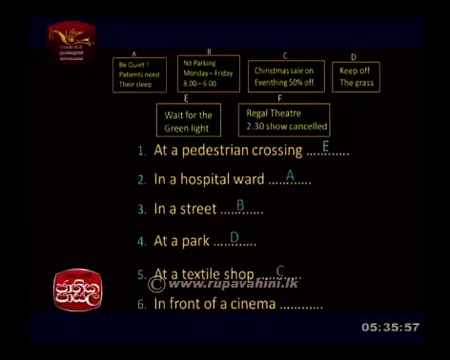 A
B
C
D
Be Quiet !
Patients need
Their sleep
No Parking
Monday – Friday
8.00 – 6.00
Christmas sale on.
Everithing 50% off.
Keep off
The grass
E
F
Wait for the
Green light
Regal Theatre
2.30 show cancelled
1. At a pedestrian crossing ....E........
2. In a hospital ward ....A.......
3. In a street ....B.......
4. At a park ....D.......
5. At a textile shop ....C.......
©www.rupavahini.lk
6. In front of a cinema ............
ජාතික
පාසල
05:35:57